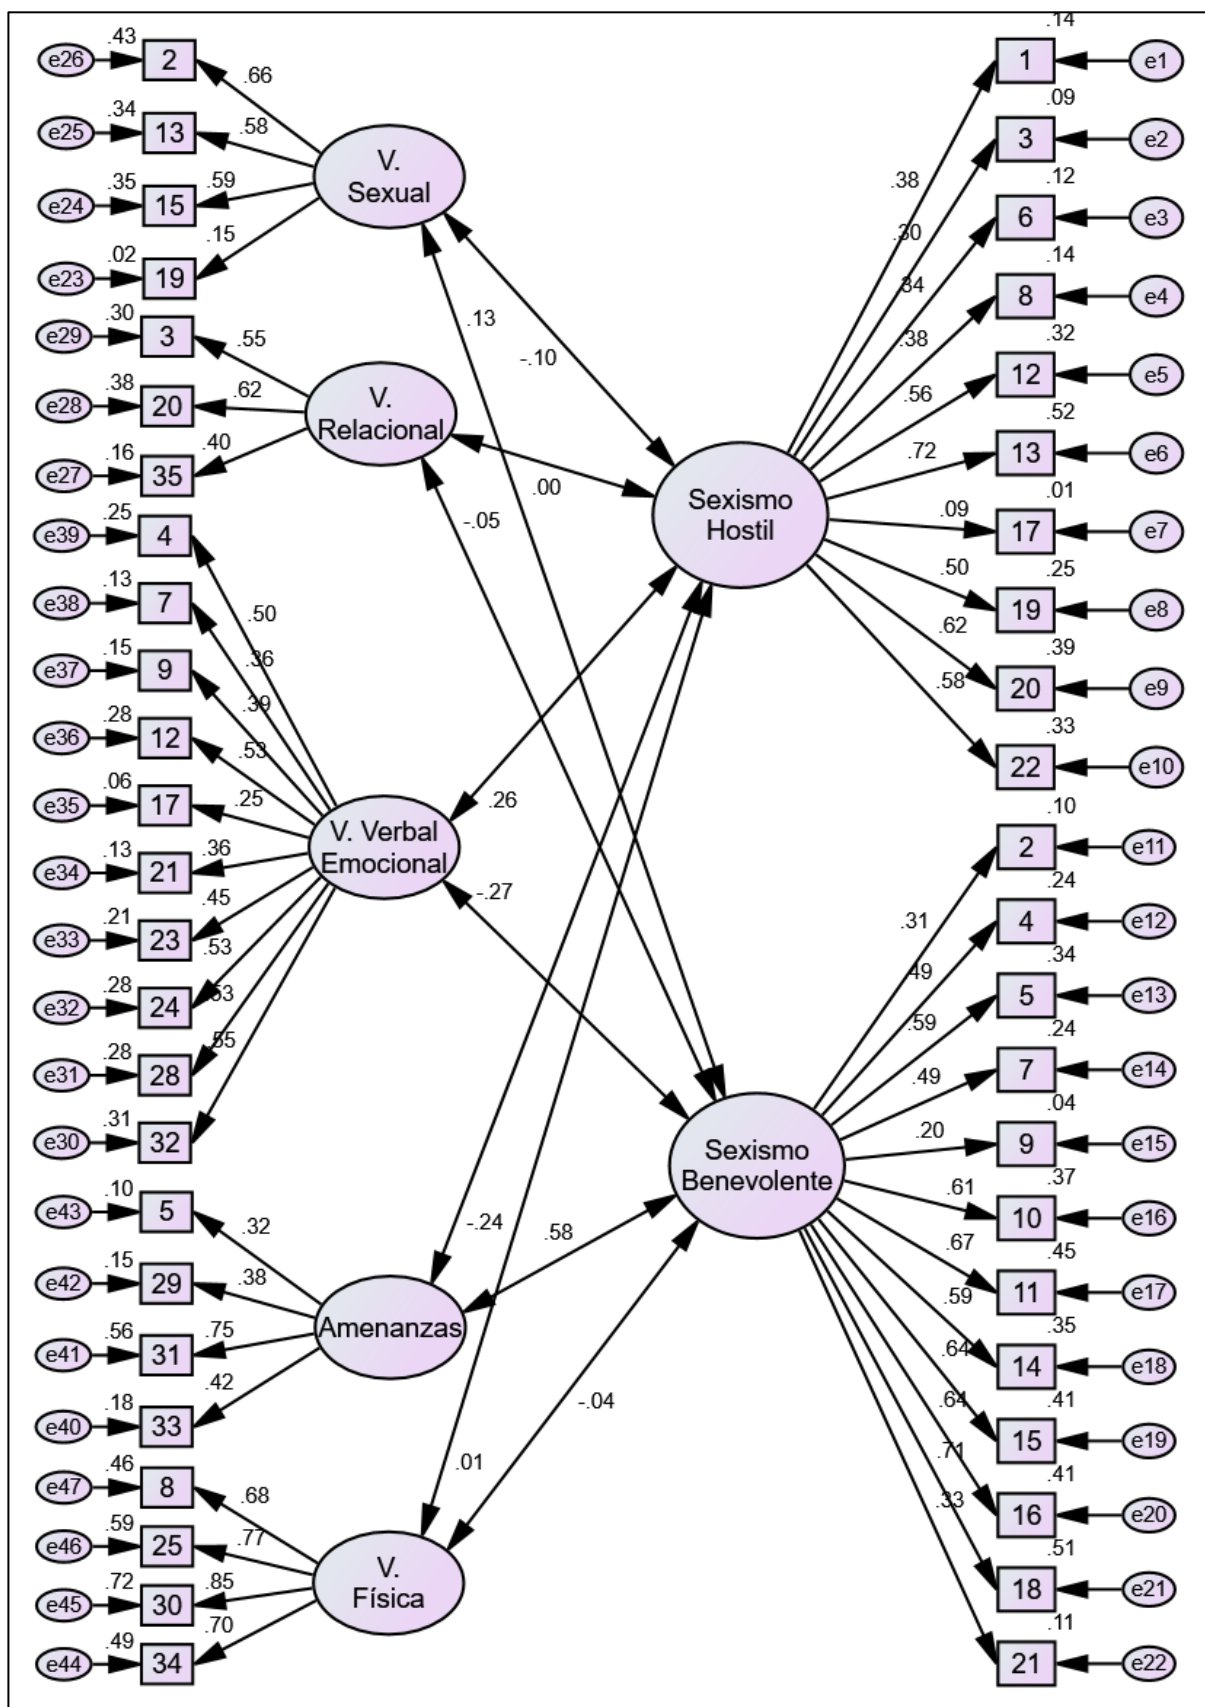 .43
e26 2
.66
.34
e25 13
.58
.35
e24 15
.59
.02
e23 19
.15
V.
Sexual
.30
e29 3
.55
.38
e28 20
.62
.16
e27 35
.40
V.
Relacional
.25
e39 4
.50
.13
e38 7
.36
.15
e37 9
.39
.28
e36 12
.53
.06
e35 17
.25
.13
e34 21
.36
.21
e33 23
.45
.28
e32 24
.53
.28
e31 28
.53
.31
e30 32
.55
V. Verbal
Emocional
.10
e43 5
.32
.15
e42 29
.38
.56
e41 31
.75
.18
e40 33
.42
Amenanzas
.46
e47 8
.68
.59
e46 25
.77
.72
e45 30
.85
.49
e44 34
.70
V.
Física
.13
-.10
.00
-.05
.26
-.27
-.24
.58
-.04
.01
Sexismo
Hostil
.14
.38
1 e1
.09
.30
3 e2
.12
.34
6 e3
.14
.38
8 e4
.32
.56
12 e5
.52
.72
13 e6
.01
.09
17 e7
.25
.50
19 e8
.39
.62
20 e9
.33
.58
22 e10
Sexismo
Benevolente
.10
.31
2 e11
.24
.49
4 e12
.34
.59
5 e13
.24
.49
7 e14
.04
.20
9 e15
.37
.61
10 e16
.45
.67
11 e17
.35
.59
14 e18
.41
.64
15 e19
.41
.64
16 e20
.51
.71
18 e21
.11
.33
21 e22